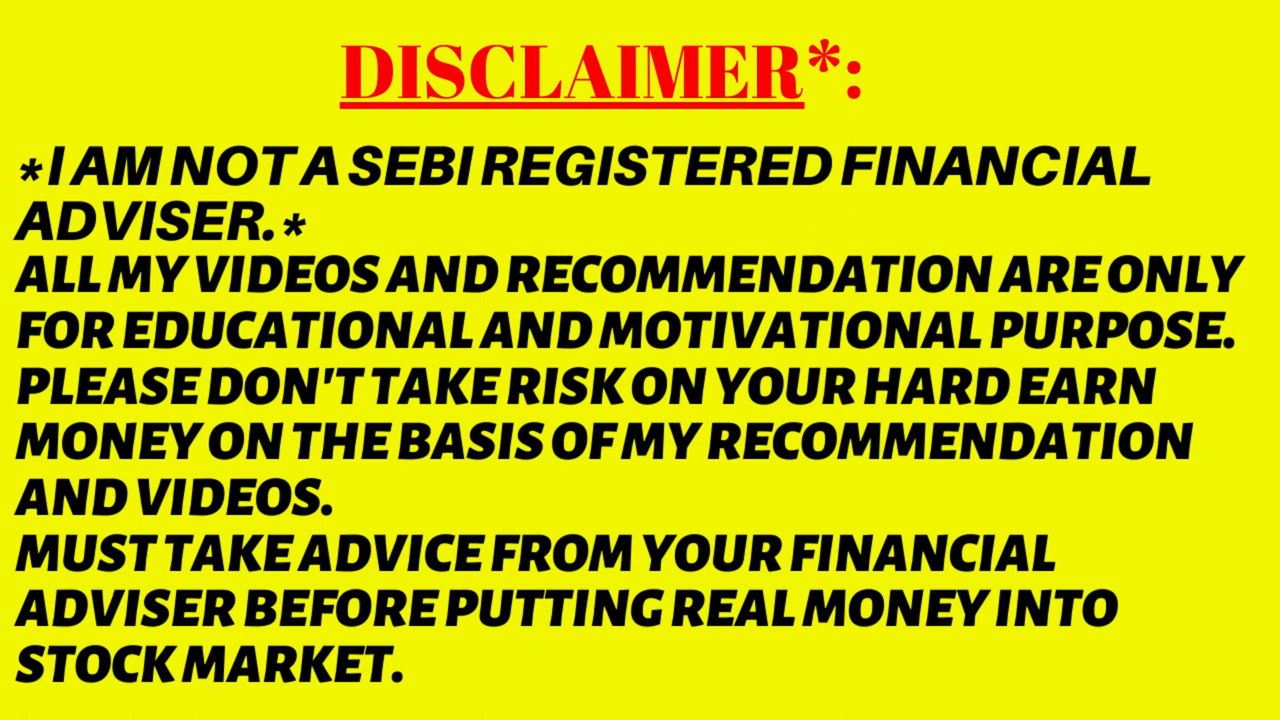 DISCLAIMER*:
*I AM NOT A SEBI REGISTERED FINANCIAL
ADVISER.*
ALL MY VIDEOS AND RECOMMENDATION ARE ONLY
FOR EDUCATIONAL AND MOTIVATIONAL PURPOSE.
PLEASE DON'T TAKE RISK ON YOUR HARD EARN
MONEY ON THE BASIS OF MY RECOMMENDATION
AND VIDEOS.
MUST TAKE ADVICE FROM YOUR FINANCIAL
ADVISER BEFORE PUTTING REAL MONEY INTO
STOCK MARKET.